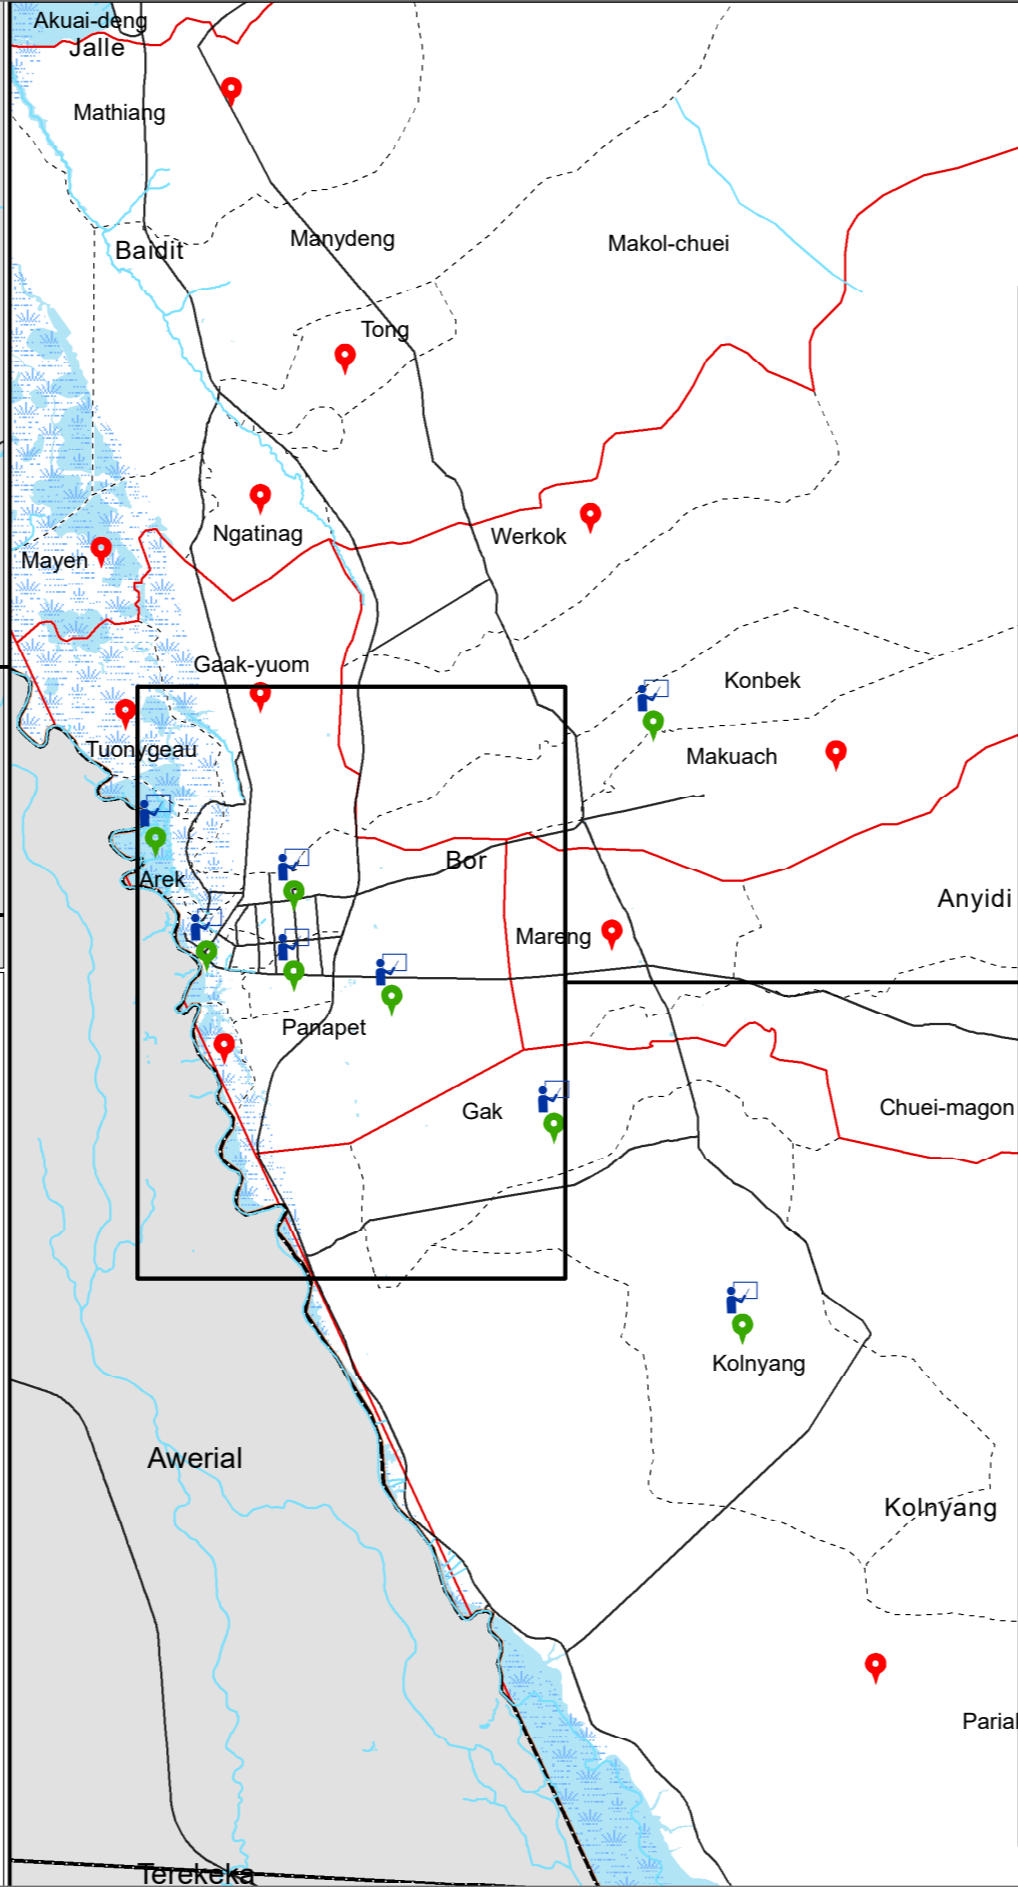 Akuai-deng
Jalle
Mathiang
Manydeng
Makol-chuei
Baidit
Tong
Ngatinag
Werkok
Mayen
Gaak-yuom
Konbek
Tuonygeau
Makuach
Bor
Arek
Anyidi
Mareng
Panapet
Gak
Chuei-magon
Kolnyang
Awerial
Kolnyang
Terekeka